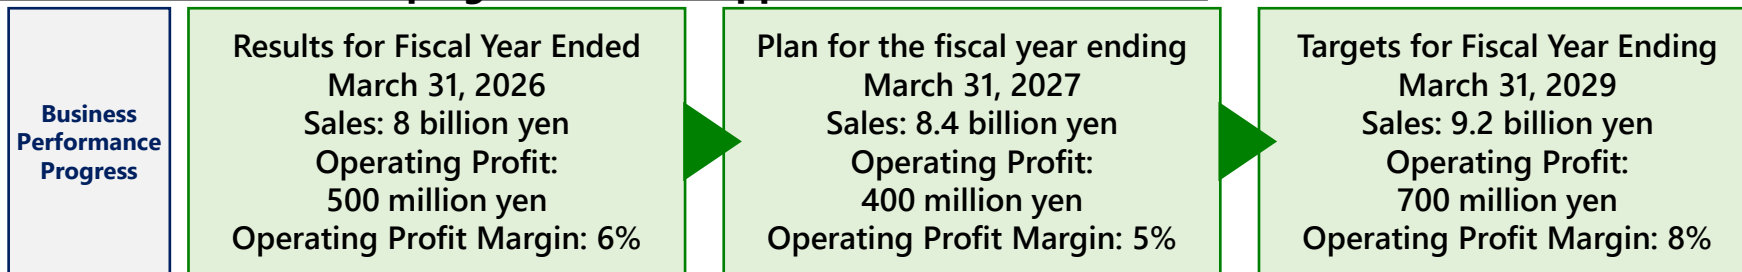 Business
Performance
Progress
Results for Fiscal Year Ended
March 31, 2026
Sales: 8 billion yen
Operating Profit:
500 million yen
Operating Profit Margin: 6%
Plan for the fiscal year ending
March 31, 2027
Sales: 8.4 billion yen
Operating Profit:
400 million yen
Operating Profit Margin: 5%
Targets for Fiscal Year Ending
March 31, 2029
Sales: 9.2 billion yen
Operating Profit:
700 million yen
Operating Profit Margin: 8%